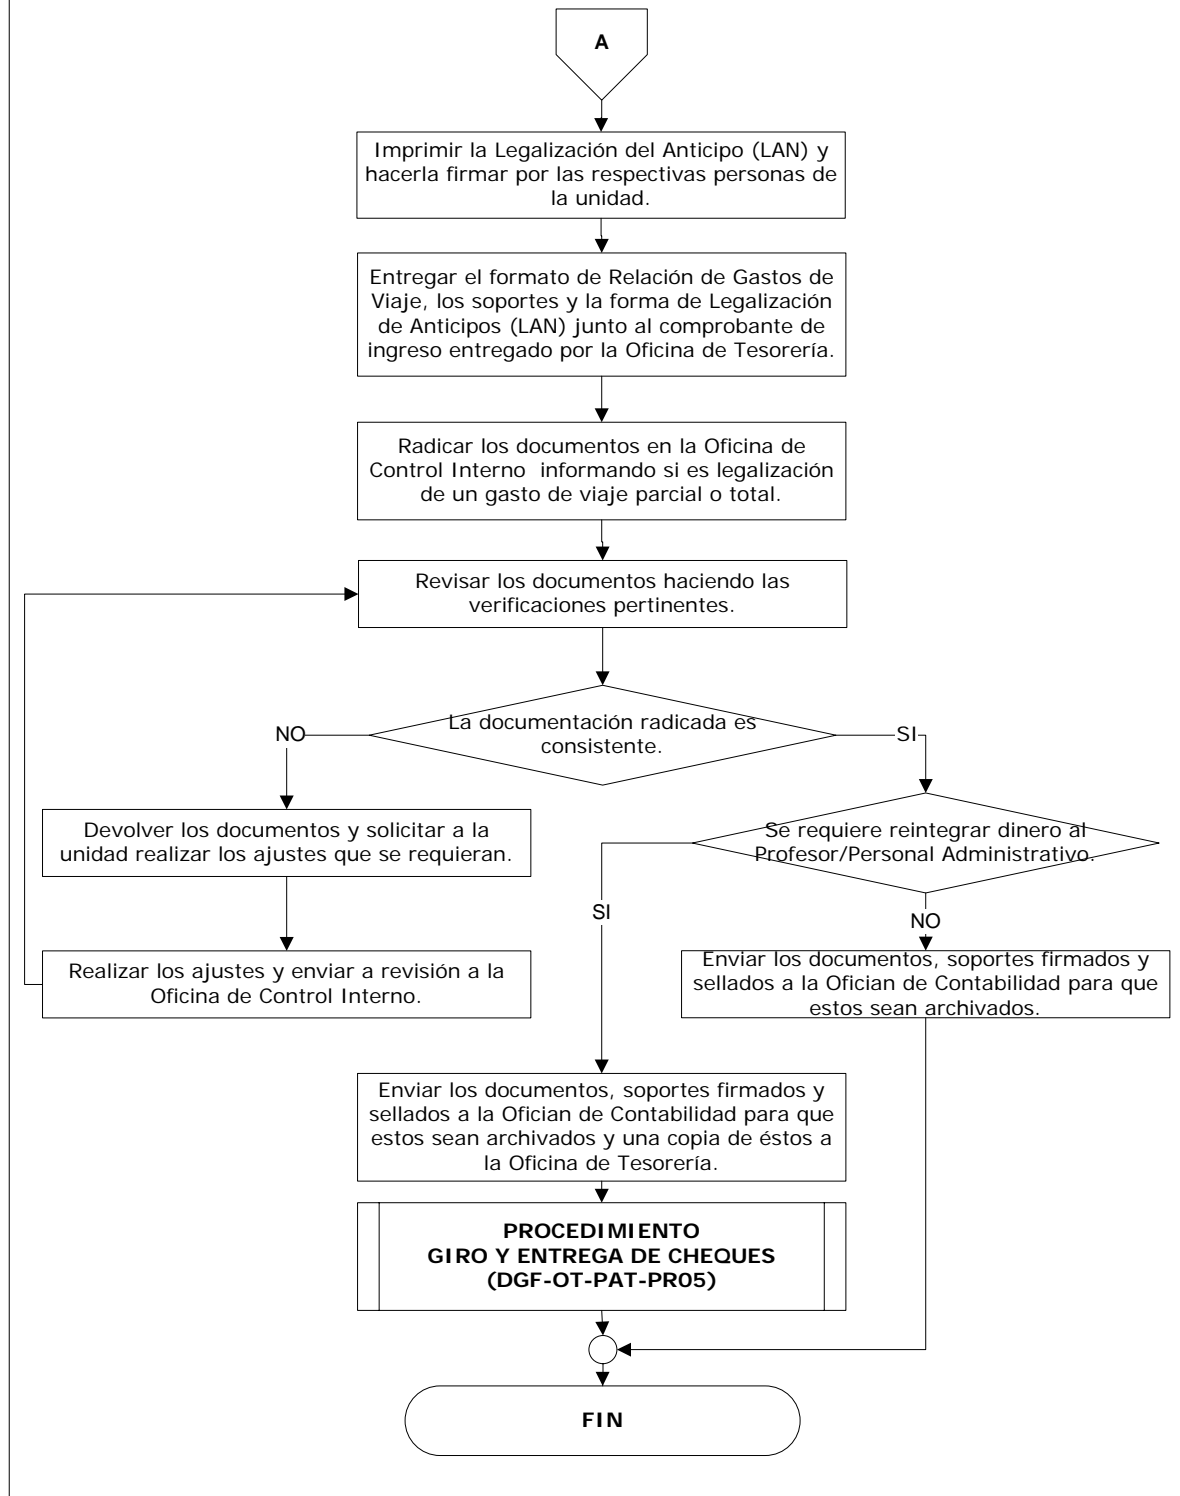 A
Imprimir la Legalización del Anticipo (LAN) y
hacerla firmar por las respectivas personas de
la unidad.
Entregar el formato de Relación de Gastos de
Viaje, los soportes y la forma de Legalización
de Anticipos (LAN) junto al comprobante de
ingreso entregado por la Oficina de Tesorería.
Radicar los documentos en la Oficina de
Control Interno informando si es legalización
de un gasto de viaje parcial o total.
Revisar los documentos haciendo las
verificaciones pertinentes.
La documentación radicada es
consistente.
NO
SI
Devolver los documentos y solicitar a la
unidad realizar los ajustes que se requieran.
Se requiere reintegrar dinero al
Profesor/Personal Administrativo.
SI
NO
Realizar los ajustes y enviar a revisión a la
Oficina de Control Interno.
Enviar los documentos, soportes firmados y
sellados a la Ofician de Contabilidad para que
estos sean archivados.
Enviar los documentos, soportes firmados y
sellados a la Ofician de Contabilidad para que
estos sean archivados y una copia de éstos a
la Oficina de Tesorería.
PROCEDIMIENTO
GIRO Y ENTREGA DE CHEQUES
(DGF-OT-PAT-PR05)
FIN